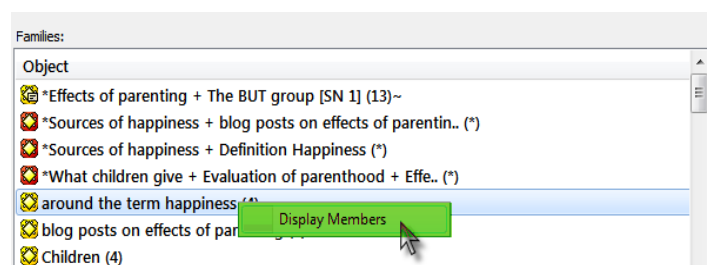 Families:
Object
*Effects of parenting + The BUT group [SN 1] (13)~
*Sources of happiness + blog posts on effects of parentin.. (*)
*Sources of happiness + Definition Happiness (*)
*What children give + Evaluation of parenthood + Effe.. (*)
around the term happiness (4)
Display Members
blog posts on effects of par
Children (4)